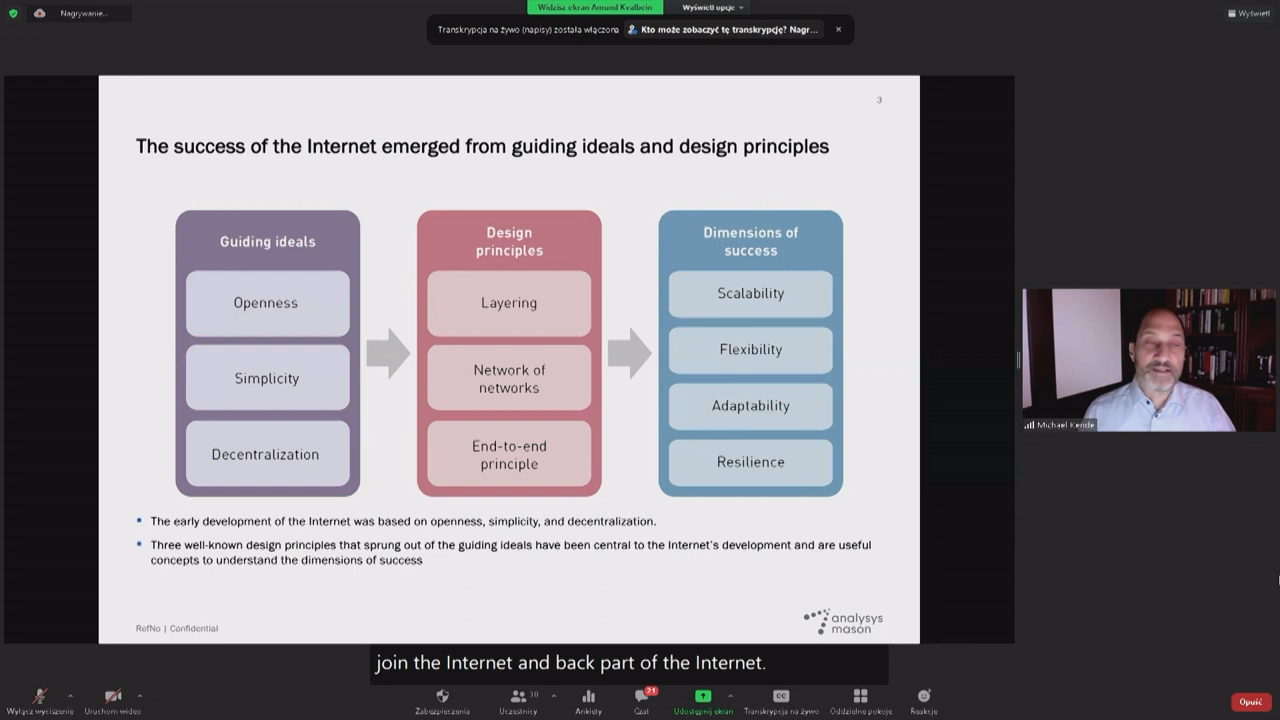 Nagrywanie...
Widzisz ekran Amund Kvalbein
Wyświetl opcje
Wyświetl
Transkrypcja na żywo (napisy) została włączona
Kto może zobaczyć tę transkrypcję? Nagr...
3
The success of the Internet emerged from guiding ideals and design principles
Guiding ideals
Openness
Simplicity
Decentralization
Design
principles
Layering
Network of
networks
End-to-end
principle
Dimensions of
success
Scalability
Flexibility
Adaptability
Resilience
The early development of the Internet was based on openness, simplicity, and decentralization.
Three well-known design principles that sprung out of the guiding ideals have been central to the Internet's development and are useful
concepts to understand the dimensions of success
RefNo | Confidential
analysys
mason
Michael Kende
join the Internet and back part of the Internet.
Wyłącz wyciszenie
Uruchom wideo
Zabezpieczenia
Uczestnicy
Ankiety
21
Czat
Udostępnij ekran
Transkrypcja na żywo
Oddzielne pokoje
Reakcje
Opuść